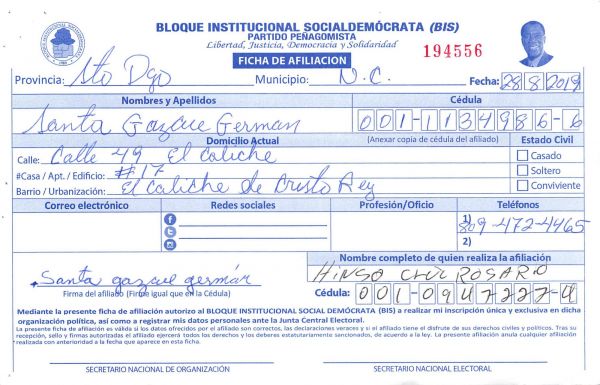 BLOQUE INSTITUCIONAL SOCIALDEMÓCRATA (BIS)
PARTIDO PEÑAGOMISTA
Libertad, Justicia, Democracia y Solidaridad
FICHA DE AFILIACION
194556
Provincia: Sto Dgo Municipio: D.C. Fecha: 28/8/2019
Nombres y Apellidos Cédula
Santa Gazcue German 001-1134986-6
Domicilio Actual (Anexar copia de cédula del afiliado) Estado Civil
Calle: Calle 49 El Caliche
#Casa / Apt. / Edificio: #17
Barrio / Urbanización: El Caliche de Cristo Rey
Casado
Soltero
Conviviente
Correo electrónico Redes sociales Profesión/Oficio Teléfonos
1) 809-472-4465
2)
Nombre completo de quien realiza la afiliación
Santa gazcue germán
Firma del afiliado (Firme igual que en la Cédula)
ROSARIO
Cédula: 001-0947227-4
Mediante la presente ficha de afiliación autorizo al BLOQUE INSTITUCIONAL SOCIAL DEMÓCRATA (BIS) a realizar mi inscripción única y exclusiva en dicha
organización política, así como a registrar mis datos personales ante la Junta Central Electoral.
La presente ficha de afiliación es válida si los datos ofrecidos por el afiliado son correctos, las declaraciones veraces y si el afiliado tiene el disfrute de sus derechos civiles y políticos. Tras su
recepción, sello y firmas autorizadas el afiliado ejercerá todos los derechos y los deberes estatutariamente sancionados, de acuerdo a la ley. La presente afiliación anula cualquier afiliación
realizada con anterioridad a la fecha que aparece en esta ficha.
SECRETARIO NACIONAL DE ORGANIZACIÓN SECRETARIO NACIONAL ELECTORAL